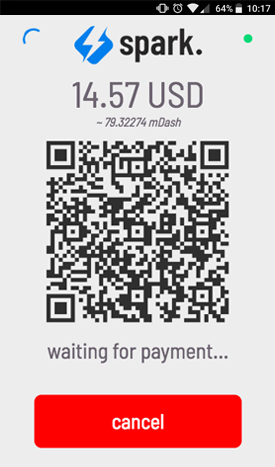 64% 10:17
spark.
14.57 USD
~ 79.32274 mDash
waiting for payment...
cancel